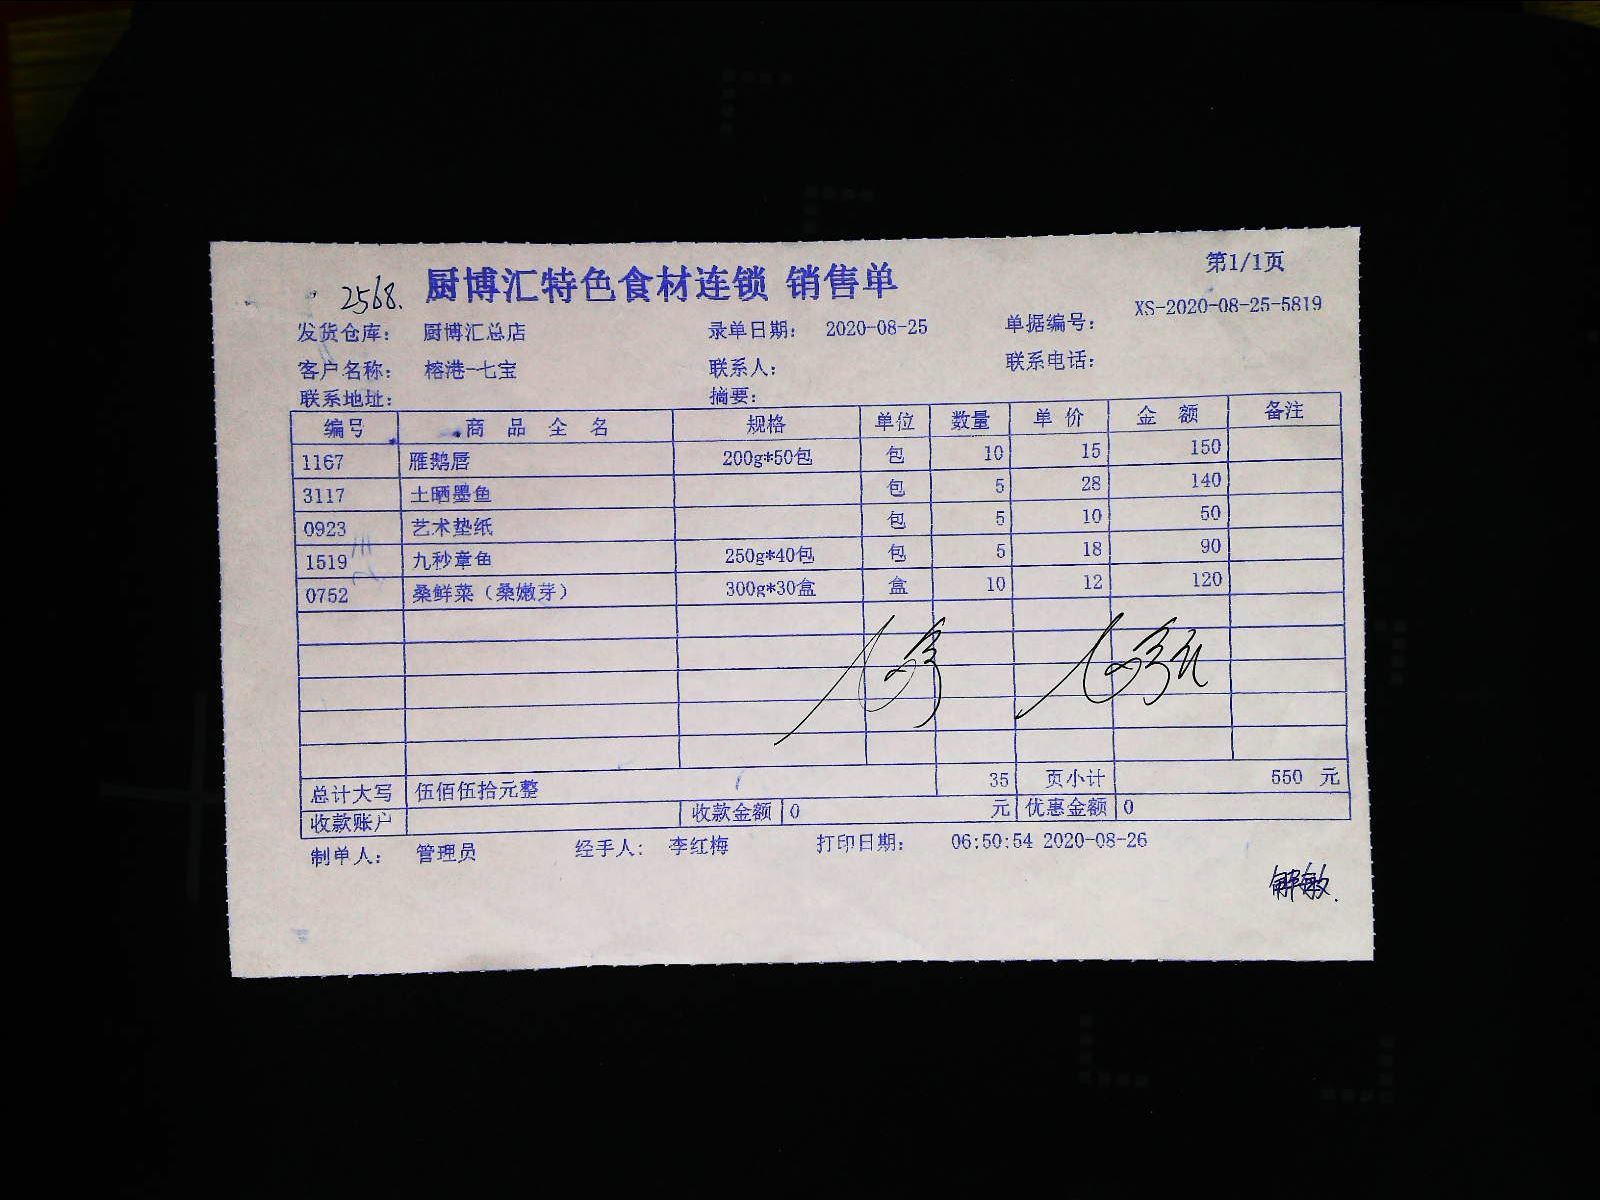 第1/1页
2568.
厨博汇特色食材连锁 销售单
发货仓库： 厨博汇总店 录单日期： 2020-08-25 单据编号： XS-2020-08-25-5819
客户名称： 榕港-七宝 联系人： 联系电话：
联系地址： 摘要：
编号 商品全名 规格 单位 数量 单价 金额 备注
1167 雁鹅唇 200g*50包 包 10 15 150
3117 土晒墨鱼 包 5 28 140
0923 艺术垫纸 包 5 10 50
1519 九秒章鱼 250g*40包 包 5 18 90
0752 桑鲜菜（桑嫩芽） 300g*30盒 盒 10 12 120
总计大写 伍佰伍拾元整 35 页小计 550 元
收款账户 收款金额 0 元 优惠金额 0
制单人： 管理员 经手人： 李红梅 打印日期： 06:50:54 2020-08-26
解敏.